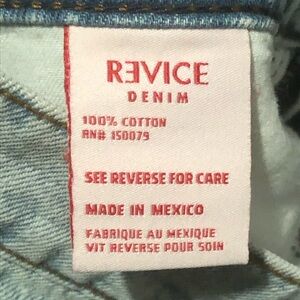 REVICE
DENIM
100% COTTON
RN# 150079
SEE REVERSE FOR CARE
MADE IN MEXICO
FABRIQUE AU MEXIQUE
VIT REVERSE POUR SOIN